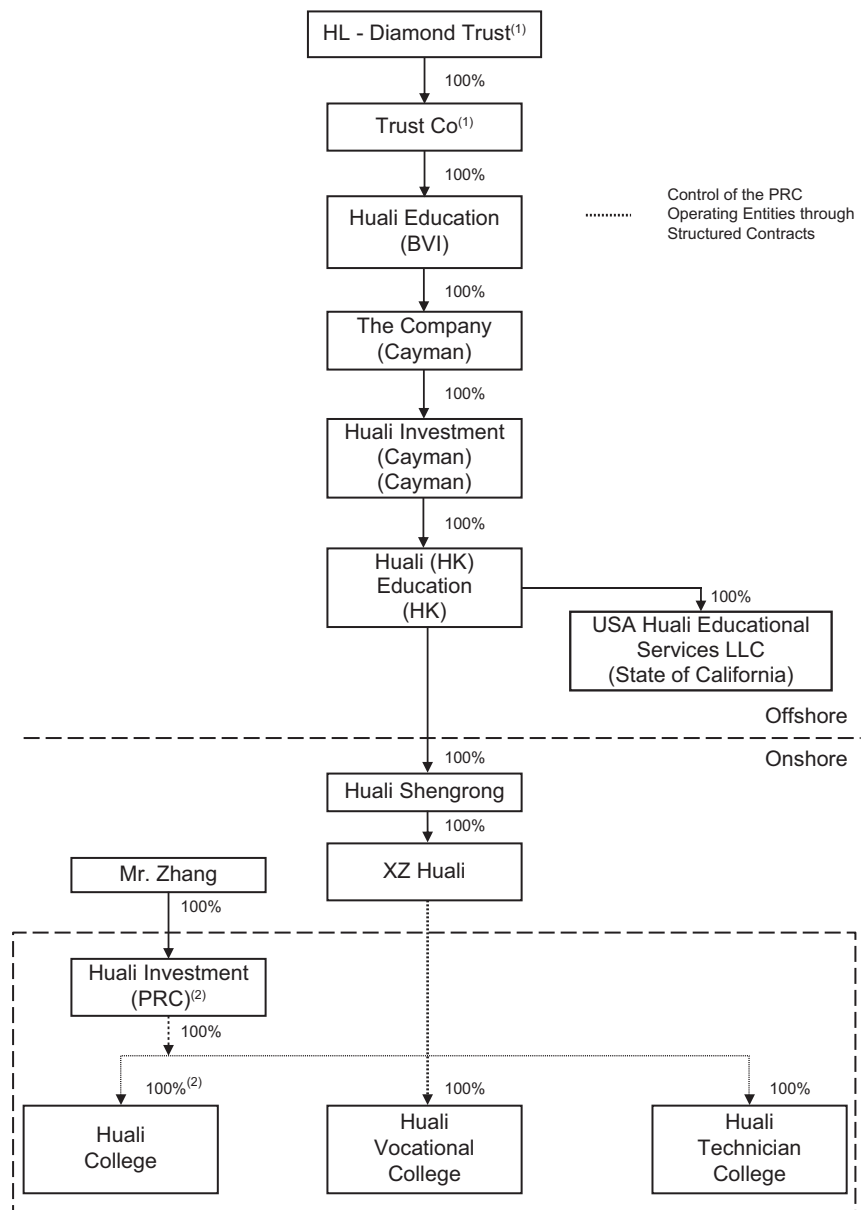 HL - Diamond Trust(1)
100%
Trust Co(1)
100%
Huali Education
(BVI)
Control of the PRC
Operating Entities through
Structured Contracts
100%
The Company
(Cayman)
100%
Huali Investment
(Cayman)
(Cayman)
100%
Huali (HK)
Education
(HK)
100%
USA Huali Educational
Services LLC
(State of California)
Offshore
Onshore
100%
Huali Shengrong
100%
Mr. Zhang
XZ Huali
100%
Huali Investment
(PRC)(2)
100%
100%(2)
100%
100%
Huali
College
Huali
Vocational
College
Huali
Technician
College